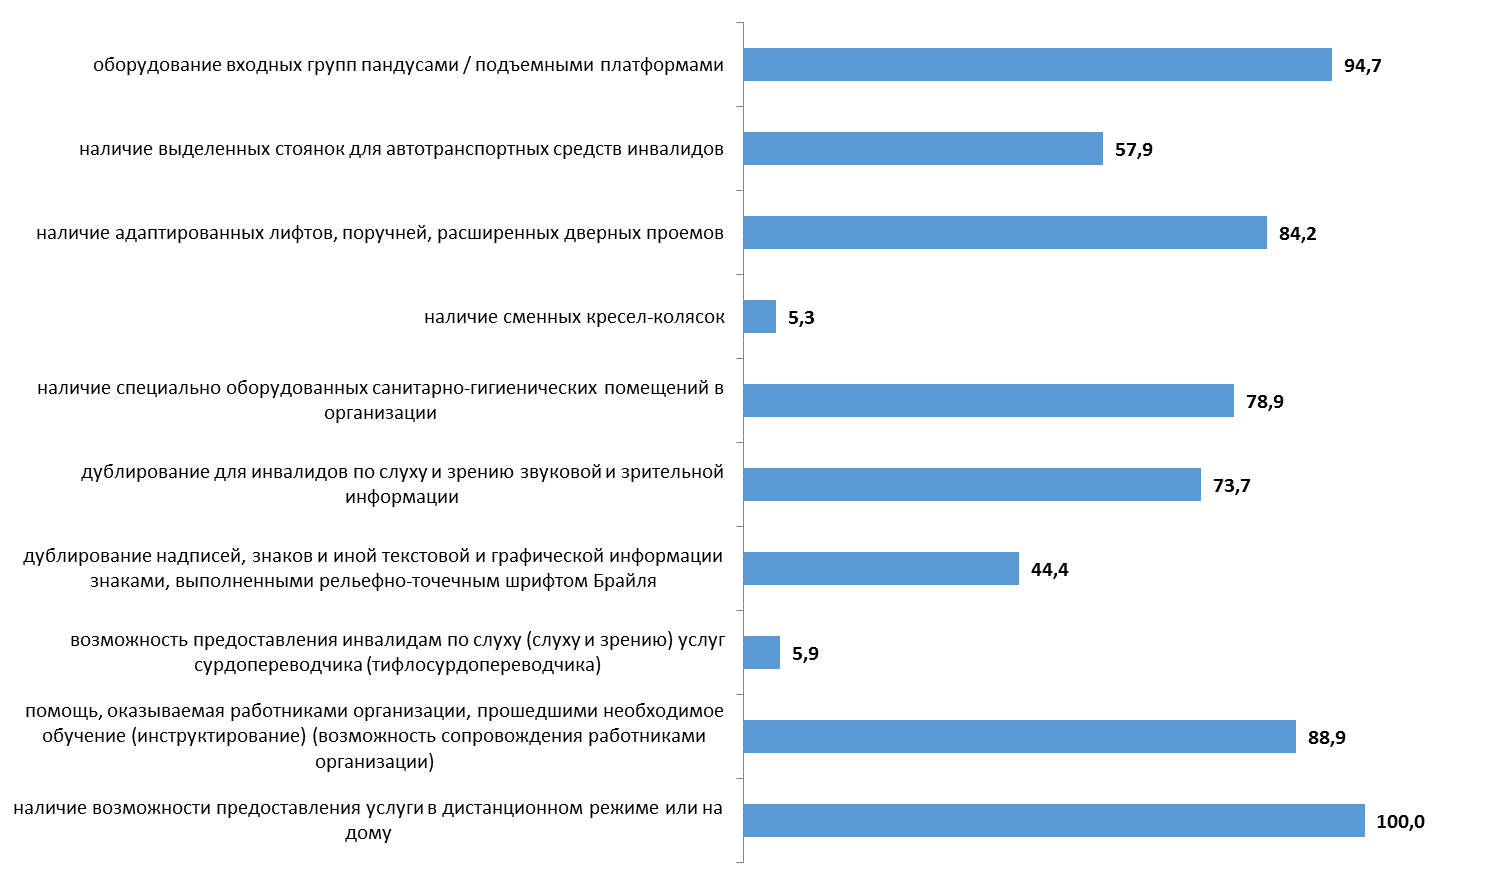 оборудование входных групп пандусами / подъемными платформами
94,7
наличие выделенных стоянок для автотранспортных средств инвалидов
57,9
наличие адаптированных лифтов, поручней, расширенных дверных проемов
84,2
наличие сменных кресел-колясок
5,3
наличие специально оборудованных санитарно-гигиенических помещений в
организации
78,9
дублирование для инвалидов по слуху и зрению звуковой и зрительной
информации
73,7
дублирование надписей, знаков и иной текстовой и графической информации
знаками, выполненными рельефно-точечным шрифтом Брайля
44,4
возможность предоставления инвалидам по слуху (слуху и зрению) услуг
сурдопереводчика (тифлосурдопереводчика)
5,9
помощь, оказываемая работниками организации, прошедшими необходимое
обучение (инструктирование) (возможность сопровождения работниками
организации)
88,9
наличие возможности предоставления услуги в дистанционном режиме или на
дому
100,0